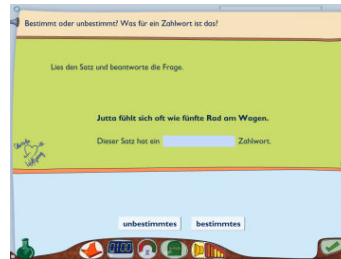 Bestimmt oder unbestimmt? Was für ein Zahlwort ist das?
Lies den Satz und beantworte die Frage.
Jutta fühlt sich oft wie fünfte Rad am Wagen.
Dieser Satz hat ein Zahlwort.
unbestimmtes bestimmtes